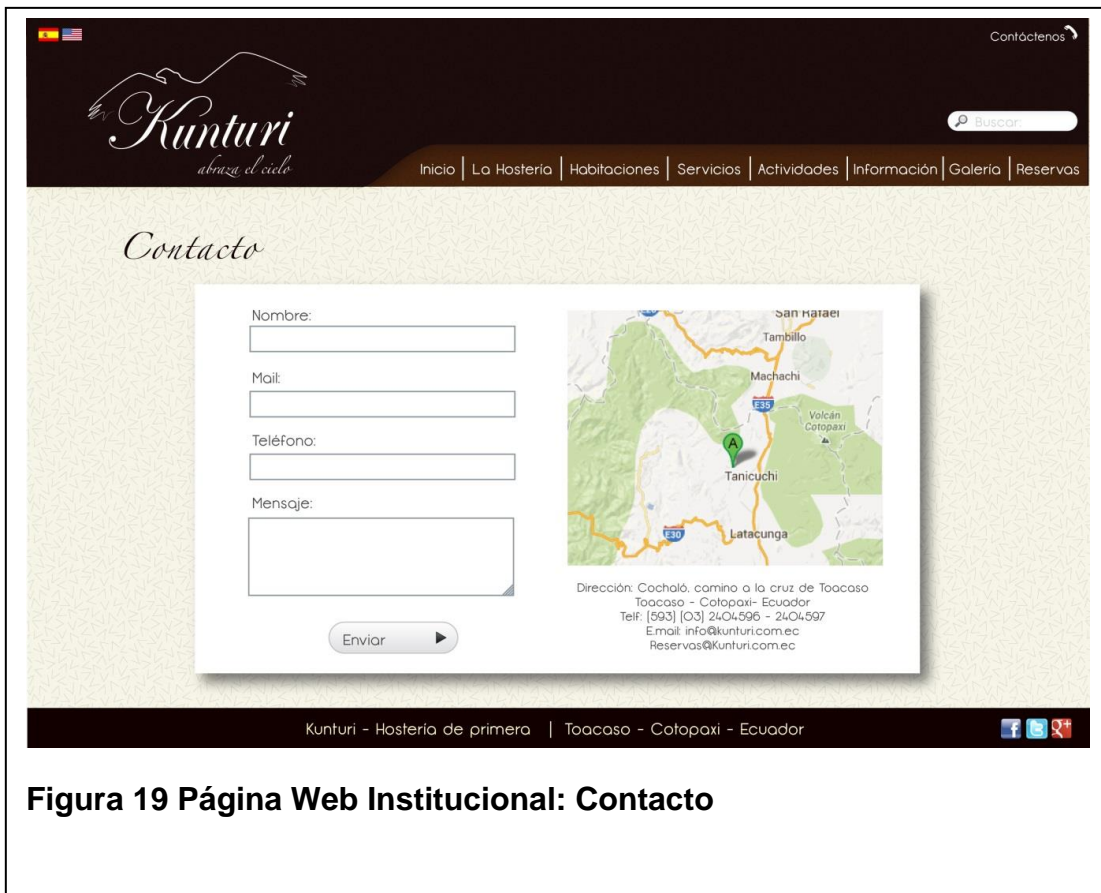 Contáctenos
Kunturi
abraza el cielo
Buscar:
Inicio | La Hostería | Habitaciones | Servicios | Actividades | Información | Galería | Reservas
Contacto
Nombre:
Mail:
Teléfono:
Mensaje:
Enviar
San Rafael
Tambillo
Machachi
E35
Volcán
Cotopaxi
A
Tanicuchi
E30
Latacunga
Dirección: Cochaló, camino a la cruz de Toacaso
Toacaso - Cotopaxi- Ecuador
Telf: (593) (03) 2404596 - 2404597
E.mail: info@kunturi.com.ec
Reservas@Kunturi.com.ec
Kunturi - Hostería de primera | Toacaso - Cotopaxi - Ecuador
Figura 19 Página Web Institucional: Contacto